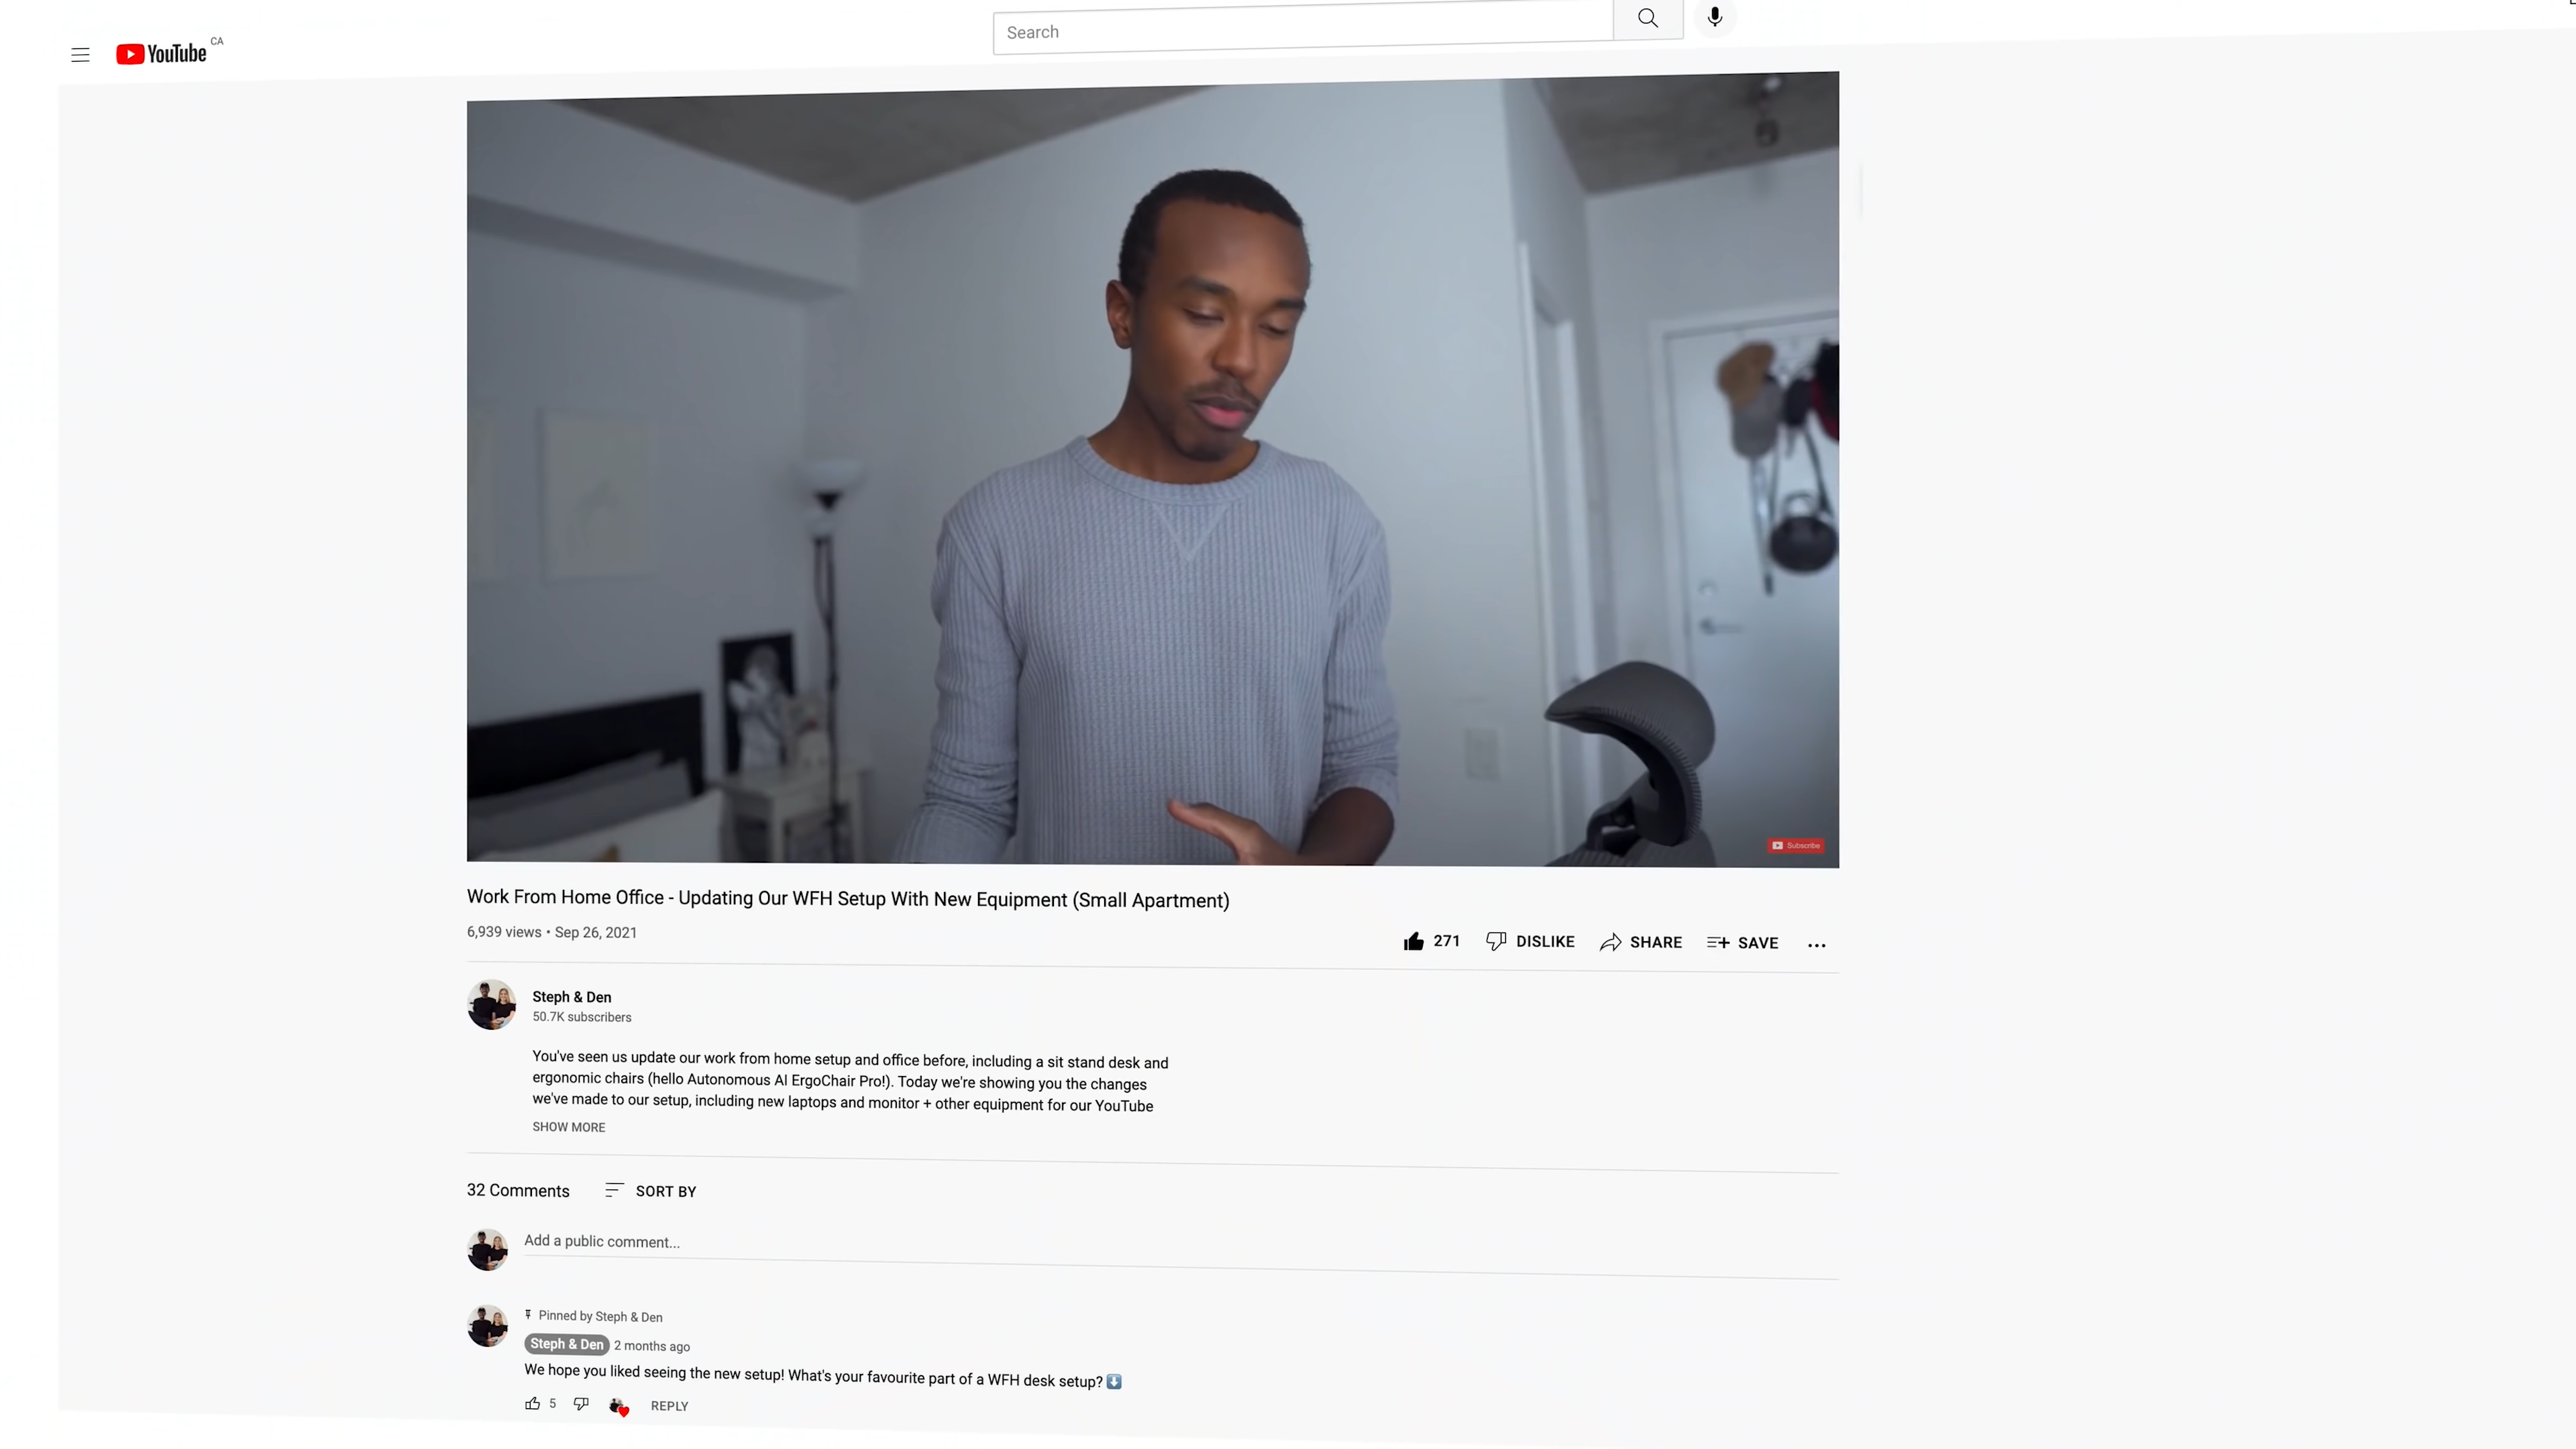 YouTube CA
Search
Subscribe
Work From Home Office - Updating Our WFH Setup With New Equipment (Small Apartment)
6,939 views • Sep 26, 2021
271 DISLIKE SHARE SAVE ...
Steph & Den
50.7K subscribers
You've seen us update our work from home setup and office before, including a sit stand desk and
ergonomic chairs (hello Autonomous AI ErgoChair Pro!). Today we're showing you the changes
we've made to our setup, including new laptops and monitor + other equipment for our YouTube
SHOW MORE
32 Comments SORT BY
Add a public comment...
Pinned by Steph & Den
Steph & Den 2 months ago
We hope you liked seeing the new setup! What's your favourite part of a WFH desk setup? ⬇️
5 REPLY